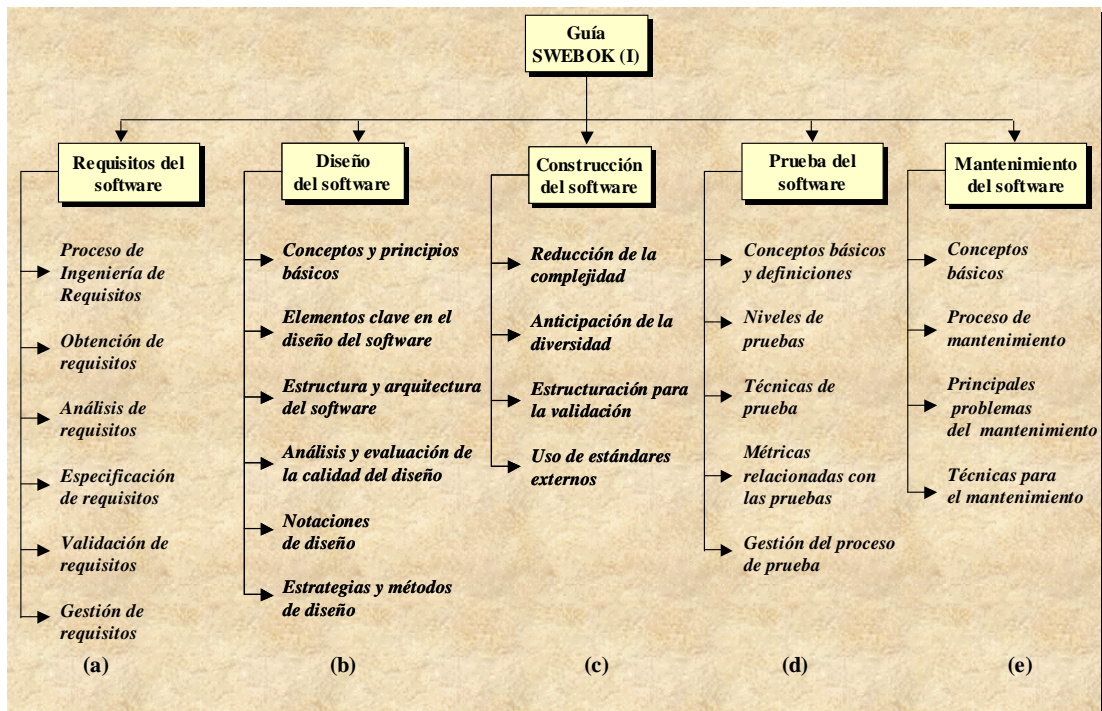 Guía
SWEBOK (I)
Requisitos del
software
Proceso de
Ingeniería de
Requisitos
Obtención de
requisitos
Análisis de
requisitos
Especificación
de requisitos
Validación de
requisitos
Gestión de
requisitos
(a)
Diseño
del software
Conceptos y principios
básicos
Elementos clave en el
diseño del software
Estructura y arquitectura
del software
Análisis y evaluación de
la calidad del diseño
Notaciones
de diseño
Estrategias y métodos
de diseño
(b)
Construcción
del software
Reducción de la
complejidad
Anticipación de la
diversidad
Estructuración para
la validación
Uso de estándares
externos
(c)
Prueba del
software
Conceptos básicos
y definiciones
Niveles de
pruebas
Técnicas de
prueba
Métricas
relacionadas con
las pruebas
Gestión del proceso
de prueba
(d)
Mantenimiento
del software
Conceptos
básicos
Proceso de
mantenimiento
Principales
problemas
del mantenimiento
Técnicas para
el mantenimiento
(e)